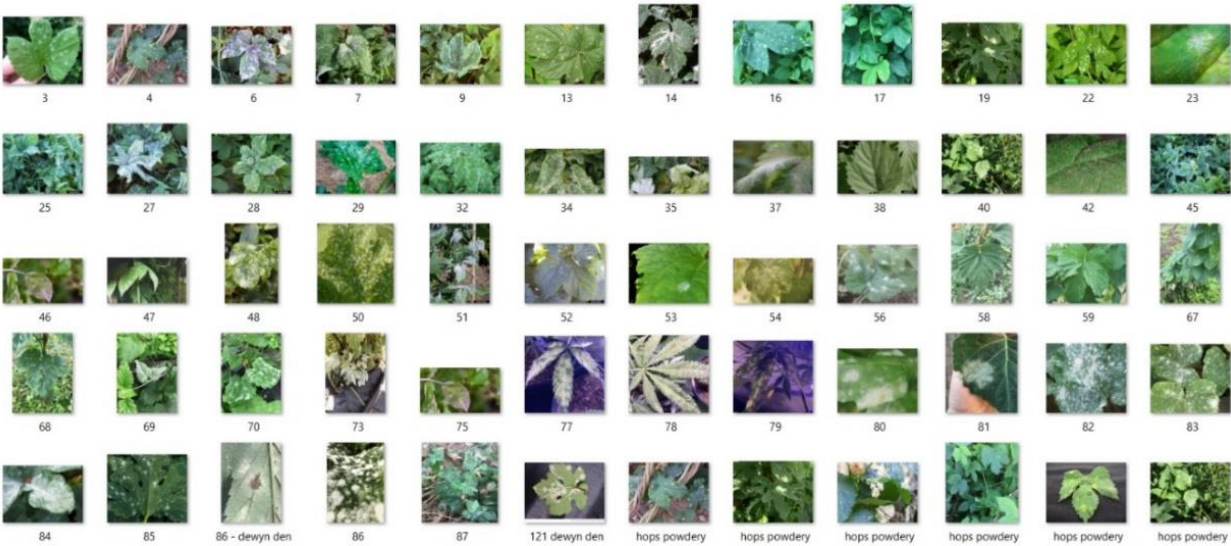 3 4 6 7 9 13 14 16 17 19 22 23
25 27 28 29 32 34 35 37 38 40 42 45
46 47 48 50 51 52 53 54 56 58 59 67
68 69 70 73 75 77 78 79 80 81 82 83
84 85 86 - dewyn den 86 87 121 dewyn den hops powdery hops powdery hops powdery hops powdery hops powdery hops powdery